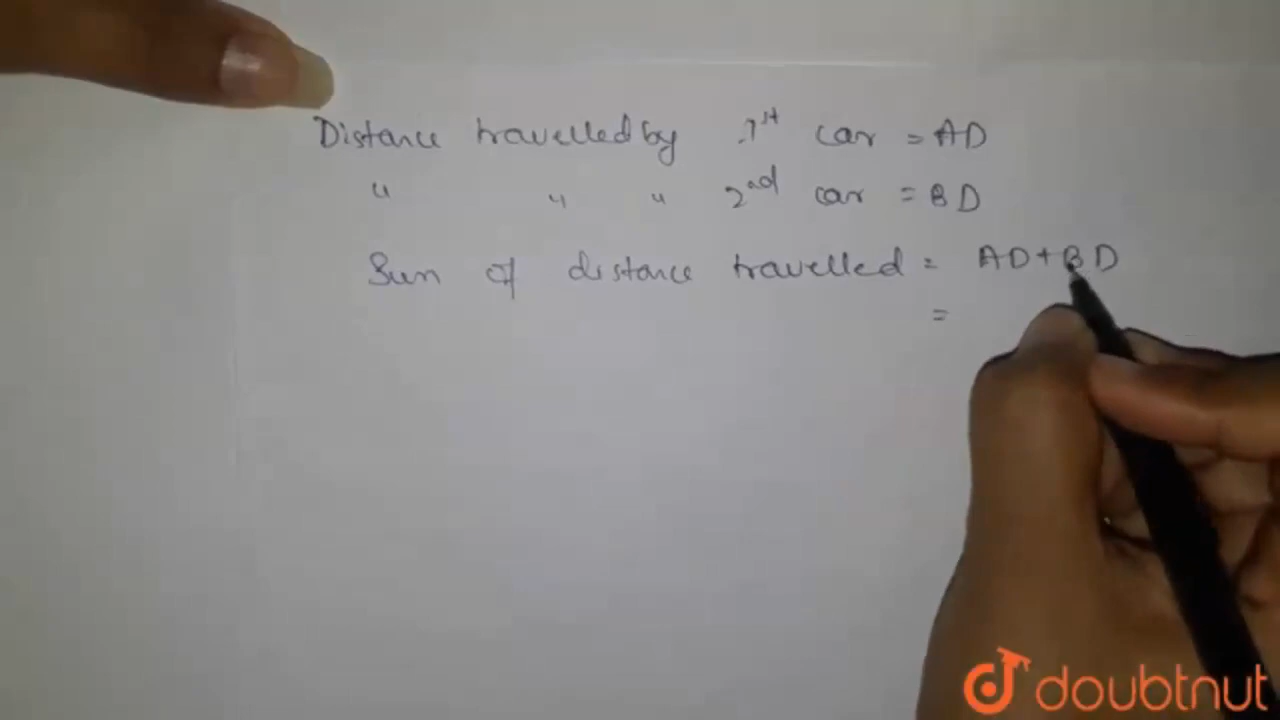 Distance travelled by 1st car = AD
" " " 2nd car = BD
Sum of distance travelled = AD+BD
=
doubtnut